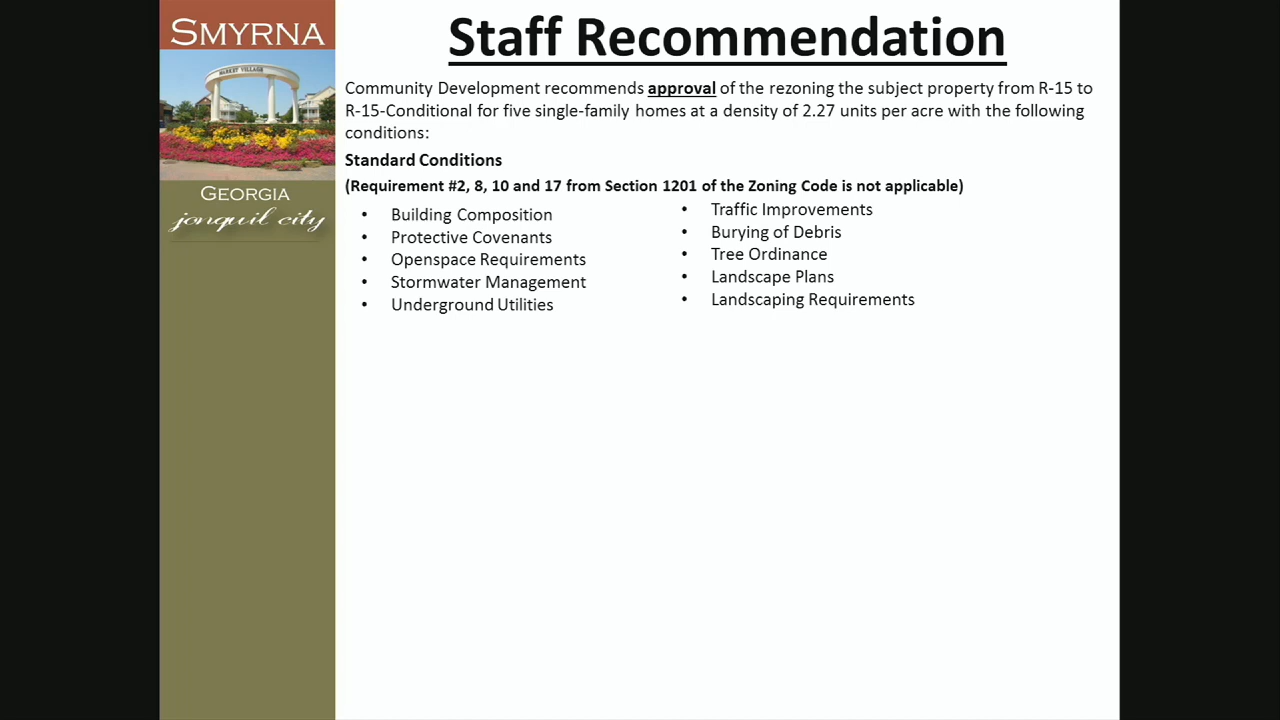 SMYRNA
MARKET VILLAGE
GEORGIA
jonquil city
Staff Recommendation
Community Development recommends approval of the rezoning the subject property from R-15 to
R-15-Conditional for five single-family homes at a density of 2.27 units per acre with the following
conditions:
Standard Conditions
(Requirement #2, 8, 10 and 17 from Section 1201 of the Zoning Code is not applicable)
• Building Composition
• Protective Covenants
• Openspace Requirements
• Stormwater Management
• Underground Utilities
• Traffic Improvements
• Burying of Debris
• Tree Ordinance
• Landscape Plans
• Landscaping Requirements